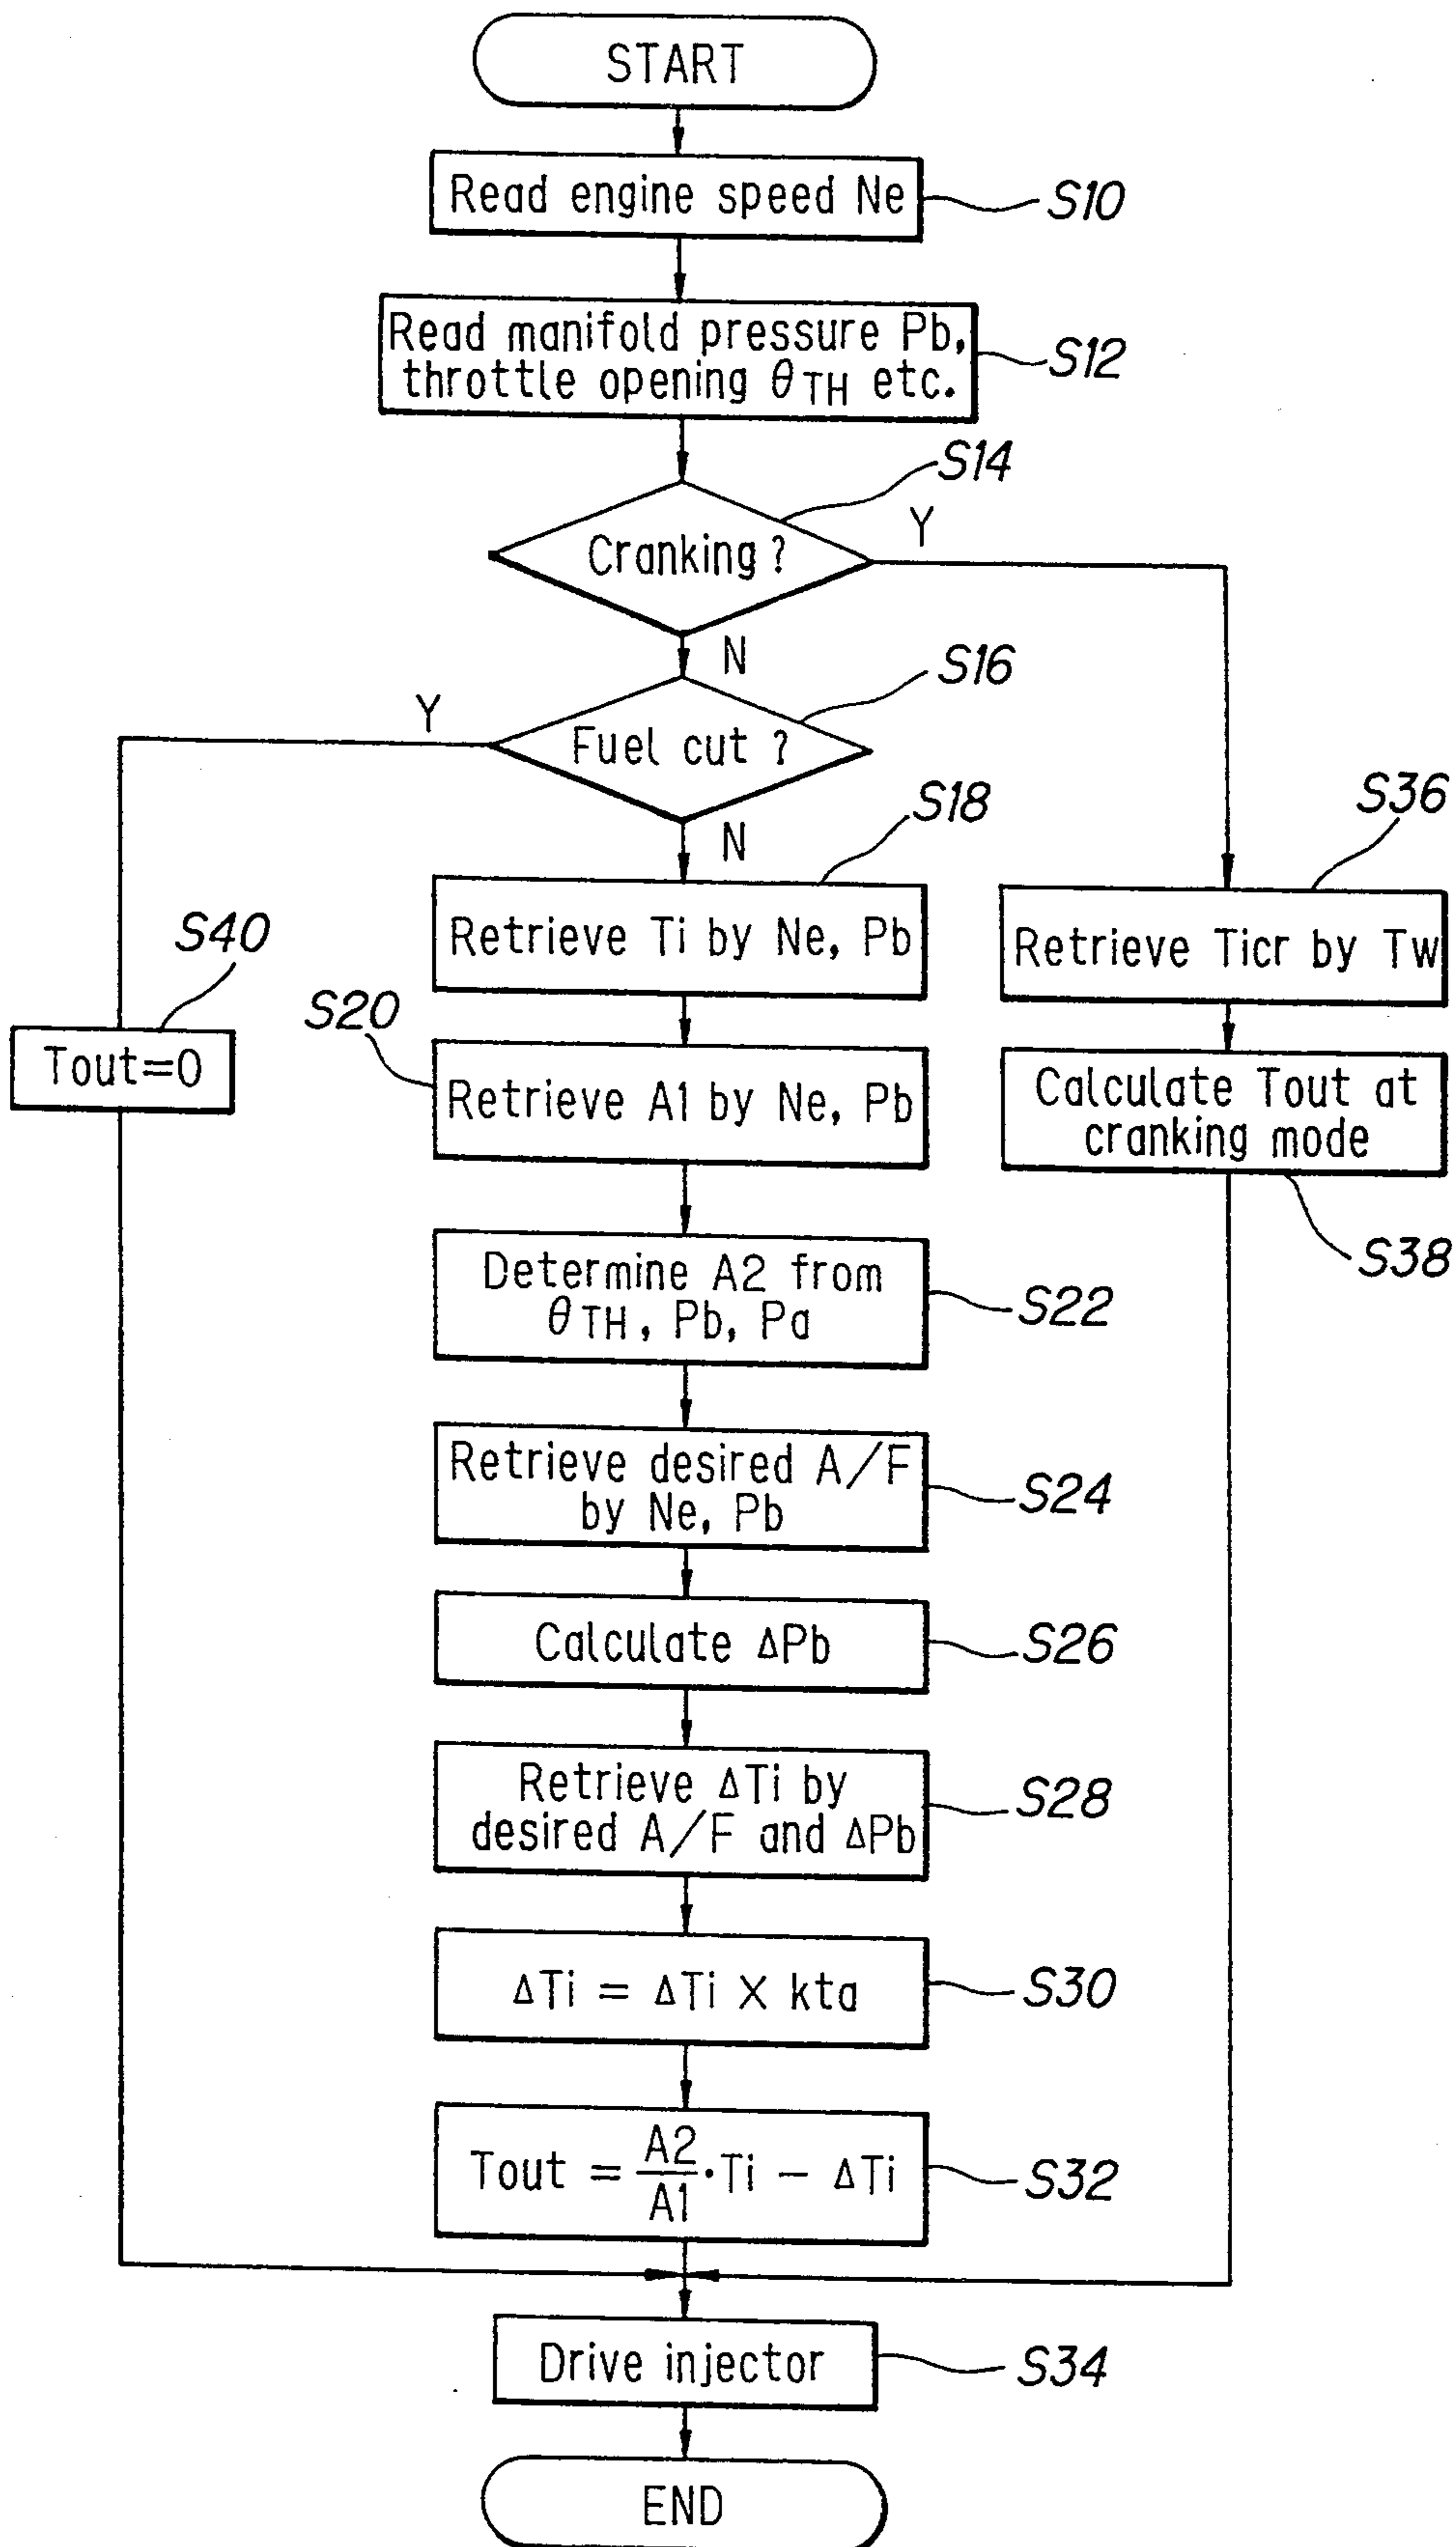 START
Read engine speed Ne
S10
Read manifold pressure Pb,
throttle opening θTH etc.
S12
S14
Cranking ?
Y
N
S16
Fuel cut ?
Y
N
S18
Retrieve Ti by Ne, Pb
S36
Retrieve Ticr by Tw
S40
Tout=0
S20
Retrieve A1 by Ne, Pb
Calculate Tout at
cranking mode
S38
Determine A2 from
θTH, Pb, Pa
S22
Retrieve desired A/F
by Ne, Pb
S24
Calculate ΔPb
S26
Retrieve ΔTi by
desired A/F and ΔPb
S28
ΔTi = ΔTi × kta
S30
Tout = A2/A1 · Ti − ΔTi
S32
Drive injector
S34
END